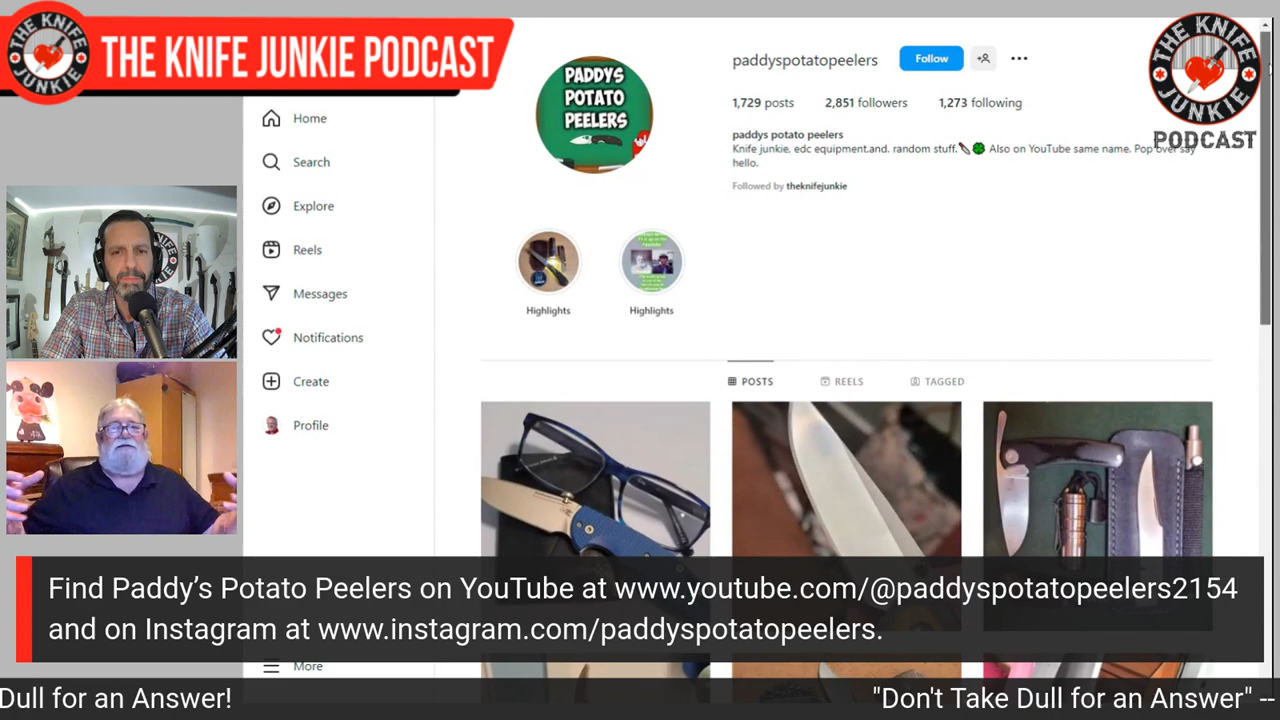 THE KNIFE JUNKIE
THE KNIFE JUNKIE PODCAST
THE KNIFE JUNKIE
PODCAST
PADDYS
POTATO
PEELERS
paddyspotatopeelers
Follow
1,729 posts 2,851 followers 1,273 following
paddys potato peelers
Knife junkie, edc equipment.and. random stuff.🔪🍀 Also on YouTube same name. Pop over say
hello.
Followed by theknifejunkie
Home
Search
Explore
Reels
Messages
Notifications
Create
Profile
More
Highlights Highlights
POSTS REELS TAGGED
Find Paddy’s Potato Peelers on YouTube at www.youtube.com/@paddyspotatopeelers2154
and on Instagram at www.instagram.com/paddyspotatopeelers.
Dull for an Answer! "Don't Take Dull for an Answer" --